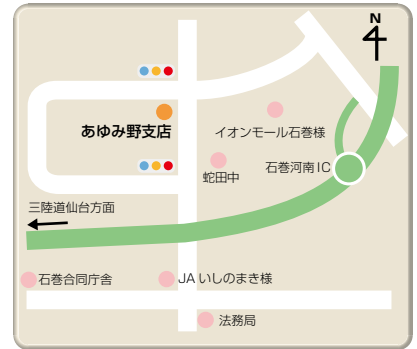 N
あゆみ野支店
イオンモール石巻様
石巻河南IC
蛇田中
三陸道仙台方面
石巻合同庁舎
JAいしのまき様
法務局